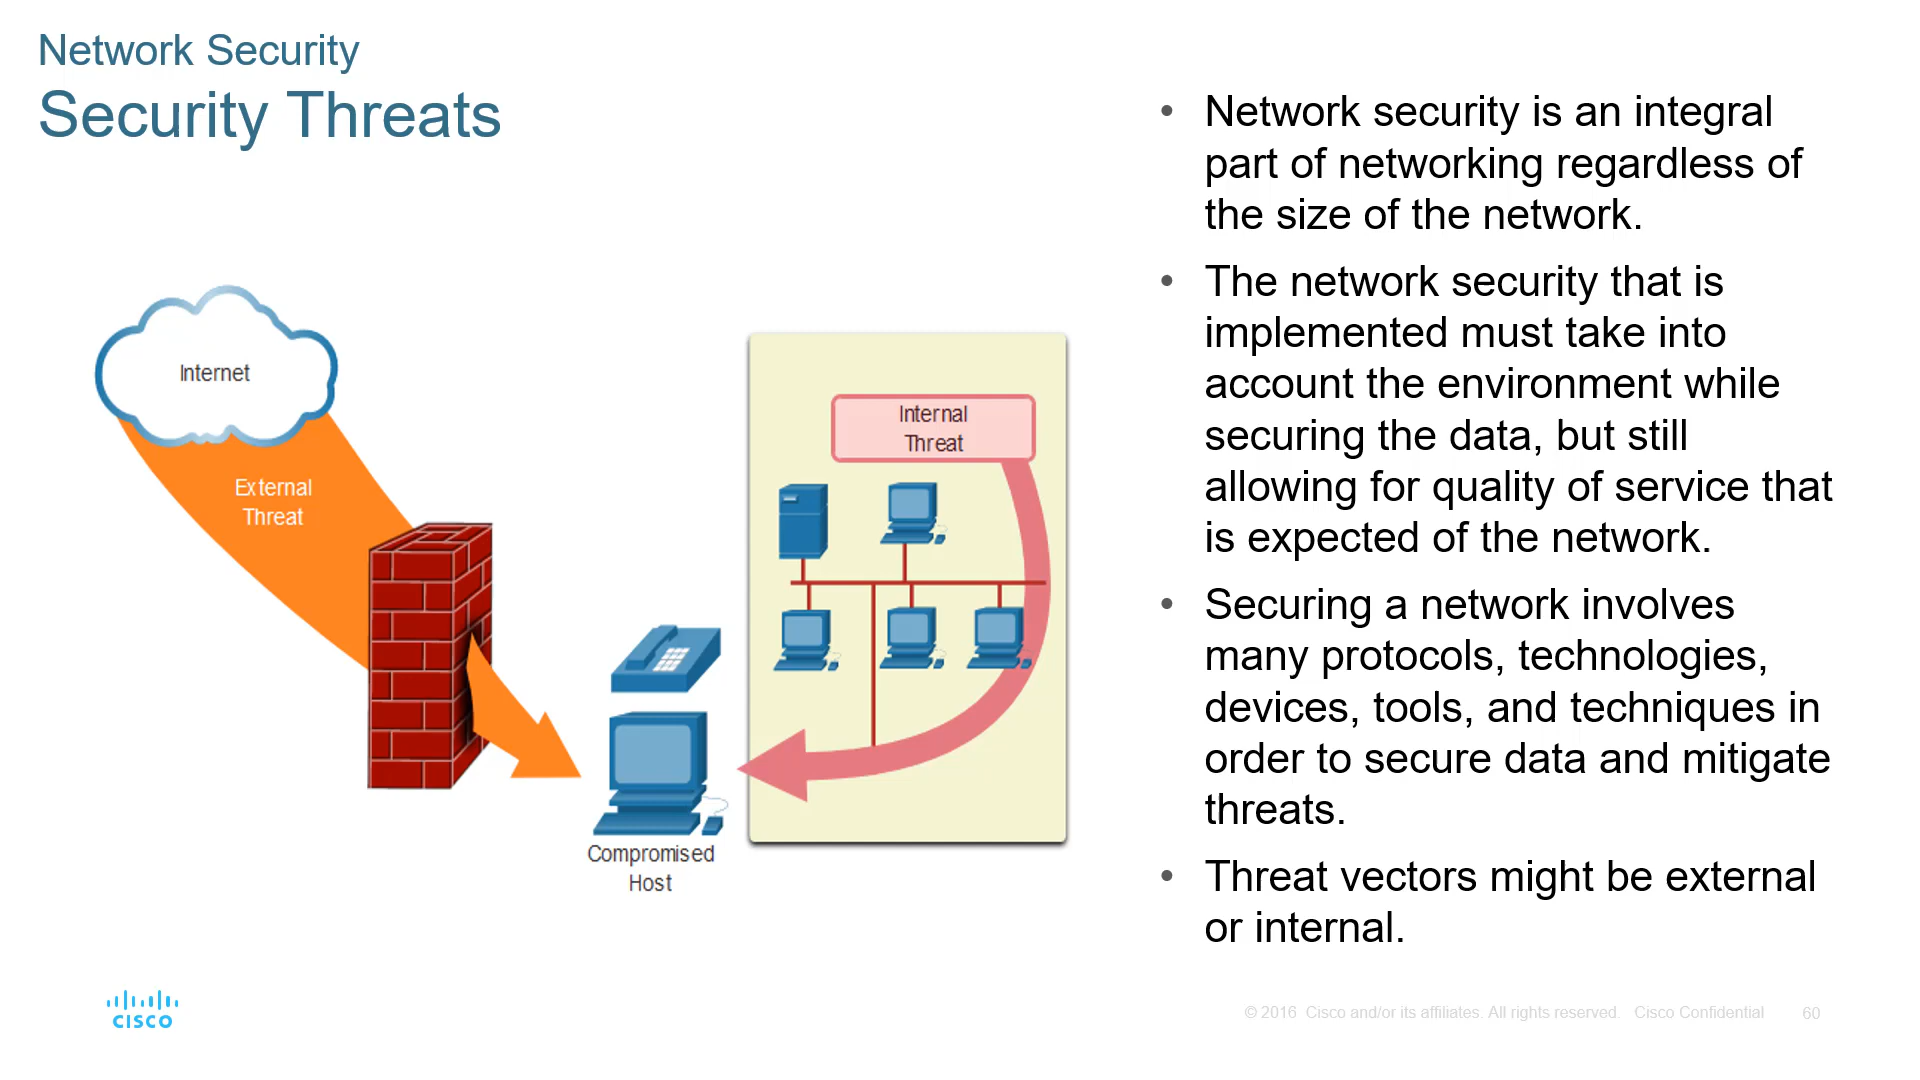 Network Security
Security Threats
• Network security is an integral
part of networking regardless of
the size of the network.
• The network security that is
implemented must take into
account the environment while
securing the data, but still
allowing for quality of service that
is expected of the network.
• Securing a network involves
many protocols, technologies,
devices, tools, and techniques in
order to secure data and mitigate
threats.
• Threat vectors might be external
or internal.
Internet
External
Threat
Internal
Threat
Compromised
Host
CISCO
© 2016 Cisco and/or its affiliates. All rights reserved. Cisco Confidential 60